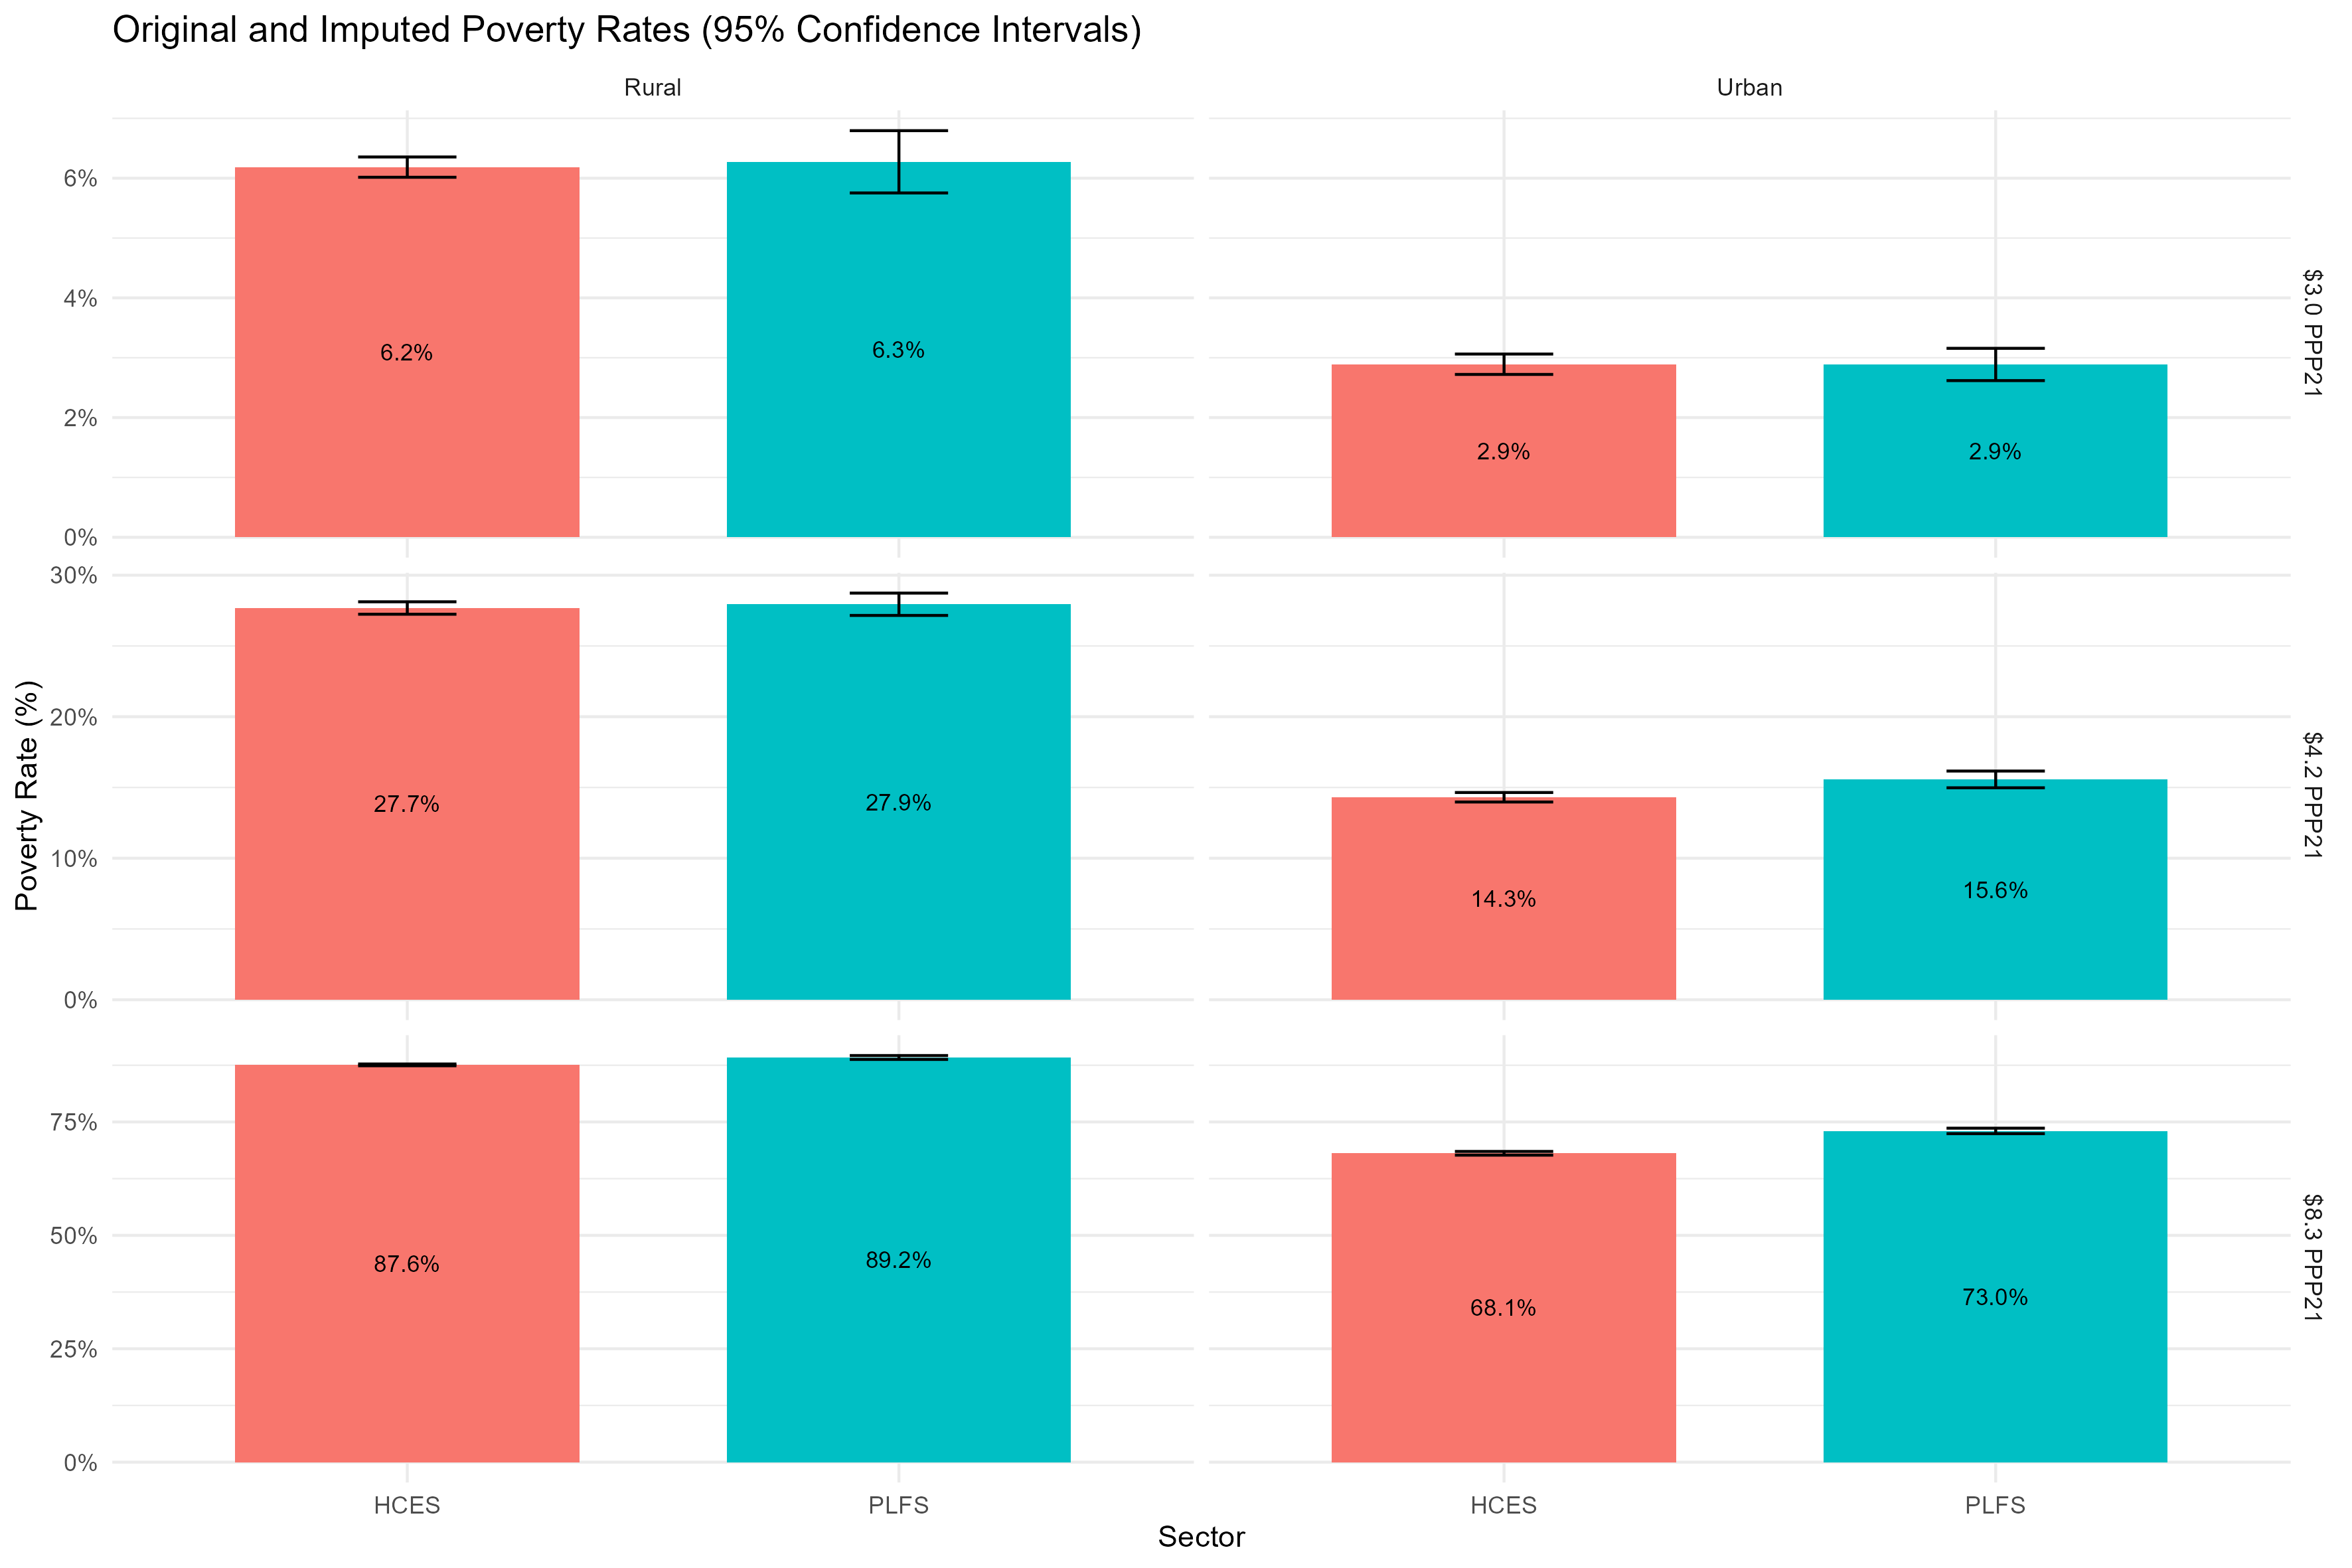 Original and Imputed Poverty Rates (95% Confidence Intervals)
Rural
Urban
6%
4%
2%
0%
6.2%
6.3%
2.9%
2.9%
$3.0 PPP21
Poverty Rate (%)
30%
20%
10%
0%
27.7%
27.9%
14.3%
15.6%
$4.2 PPP21
75%
50%
25%
0%
87.6%
89.2%
68.1%
73.0%
$8.3 PPP21
HCES
PLFS
HCES
PLFS
Sector